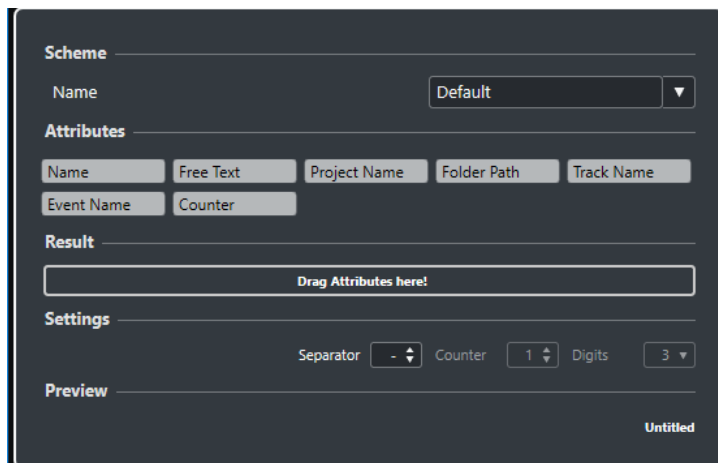 Scheme
Name Default
Attributes
Name Free Text Project Name Folder Path Track Name
Event Name Counter
Result
Drag Attributes here!
Settings
Separator - Counter 1 Digits 3
Preview
Untitled